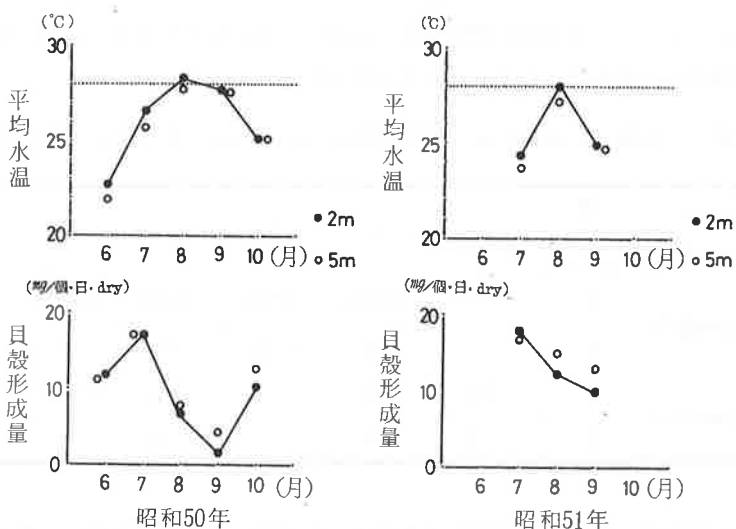 (℃)
30
25
20
平均水温
6 7 8 9 10 (月)
● 2m
○ 5m
(mg/個・日・dry)
20
10
0
貝殻形成量
6 7 8 9 10 (月)
昭和50年
(℃)
30
25
20
平均水温
6 7 8 9 10 (月)
● 2m
○ 5m
(mg/個・日・dry)
20
10
0
貝殻形成量
6 7 8 9 10 (月)
昭和51年